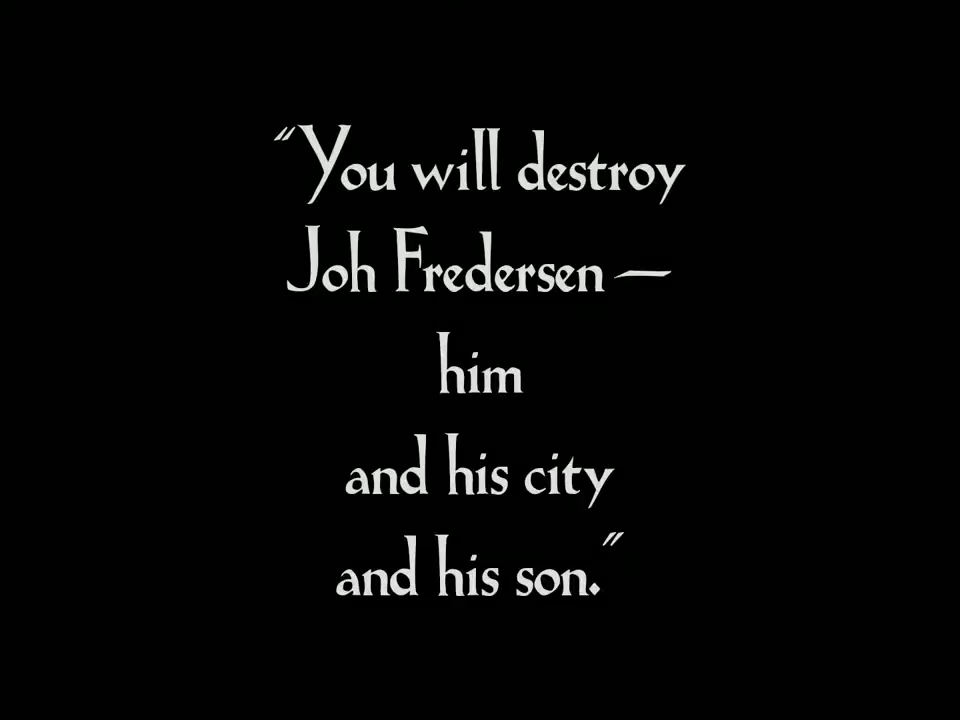 “You will destroy
Joh Fredersen —
him
and his city
and his son.”